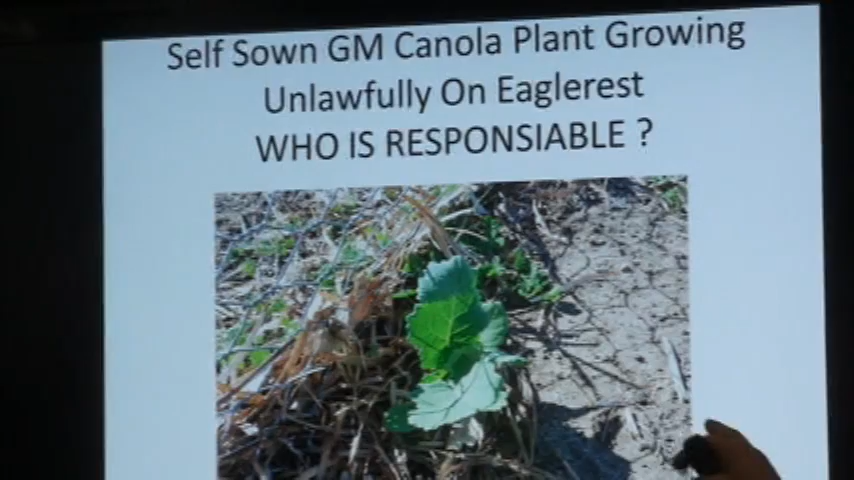 Self Sown GM Canola Plant Growing
Unlawfully On Eaglerest
WHO IS RESPONSIABLE ?